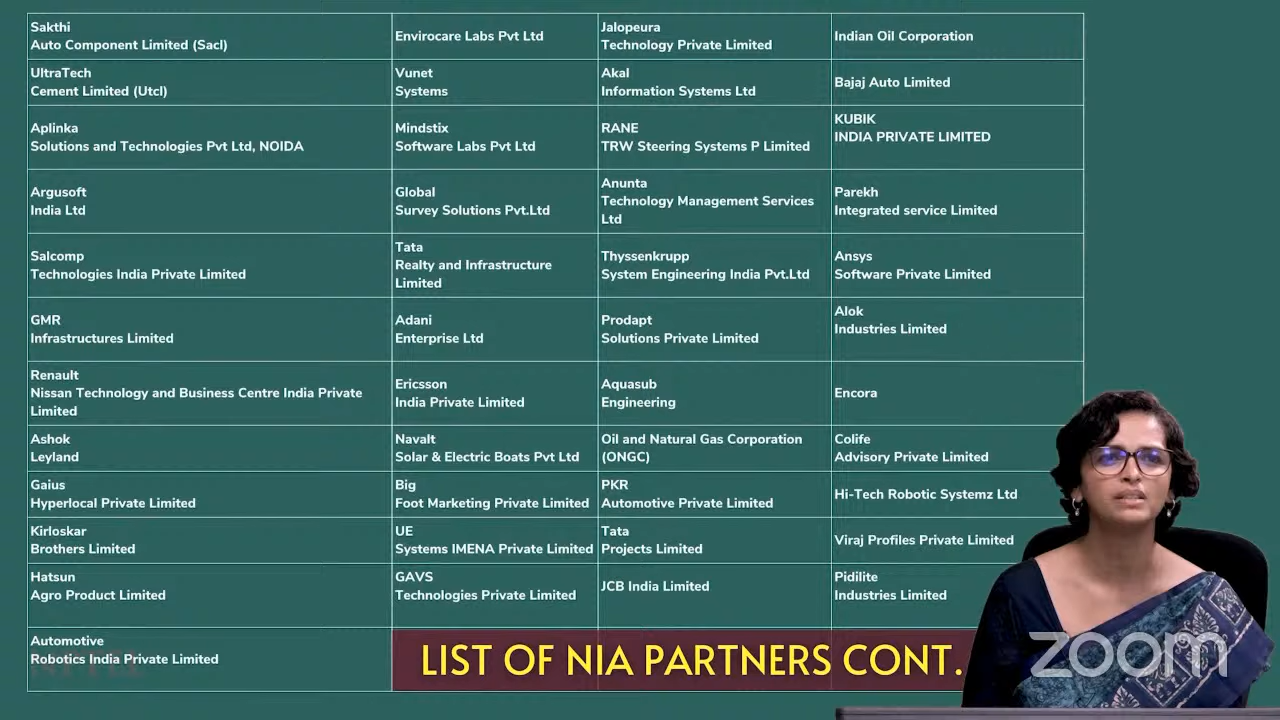 Sakthi
Auto Component Limited (Sacl)
Envirocare Labs Pvt Ltd
Jalopeura
Technology Private Limited
Indian Oil Corporation
UltraTech
Cement Limited (Utcl)
Vunet
Systems
Akal
Information Systems Ltd
Bajaj Auto Limited
Aplinka
Solutions and Technologies Pvt Ltd, NOIDA
Mindstix
Software Labs Pvt Ltd
RANE
TRW Steering Systems P Limited
KUBIK
INDIA PRIVATE LIMITED
Argusoft
India Ltd
Global
Survey Solutions Pvt.Ltd
Anunta
Technology Management Services
Ltd
Parekh
Integrated service Limited
Salcomp
Technologies India Private Limited
Tata
Realty and Infrastructure
Limited
Thyssenkrupp
System Engineering India Pvt.Ltd
Ansys
Software Private Limited
GMR
Infrastructures Limited
Adani
Enterprise Ltd
Prodapt
Solutions Private Limited
Alok
Industries Limited
Renault
Nissan Technology and Business Centre India Private
Limited
Ericsson
India Private Limited
Aquasub
Engineering
Encora
Ashok
Leyland
Navalt
Solar & Electric Boats Pvt Ltd
Oil and Natural Gas Corporation
(ONGC)
Colife
Advisory Private Limited
Gaius
Hyperlocal Private Limited
Big
Foot Marketing Private Limited
PKR
Automotive Private Limited
Hi-Tech Robotic Systemz Ltd
Kirloskar
Brothers Limited
UE
Systems IMENA Private Limited
Tata
Projects Limited
Viraj Profiles Private Limited
Hatsun
Agro Product Limited
GAVS
Technologies Private Limited
JCB India Limited
Pidilite
Industries Limited
Automotive
Robotics India Private Limited
LIST OF NIA PARTNERS CONT.
zoom